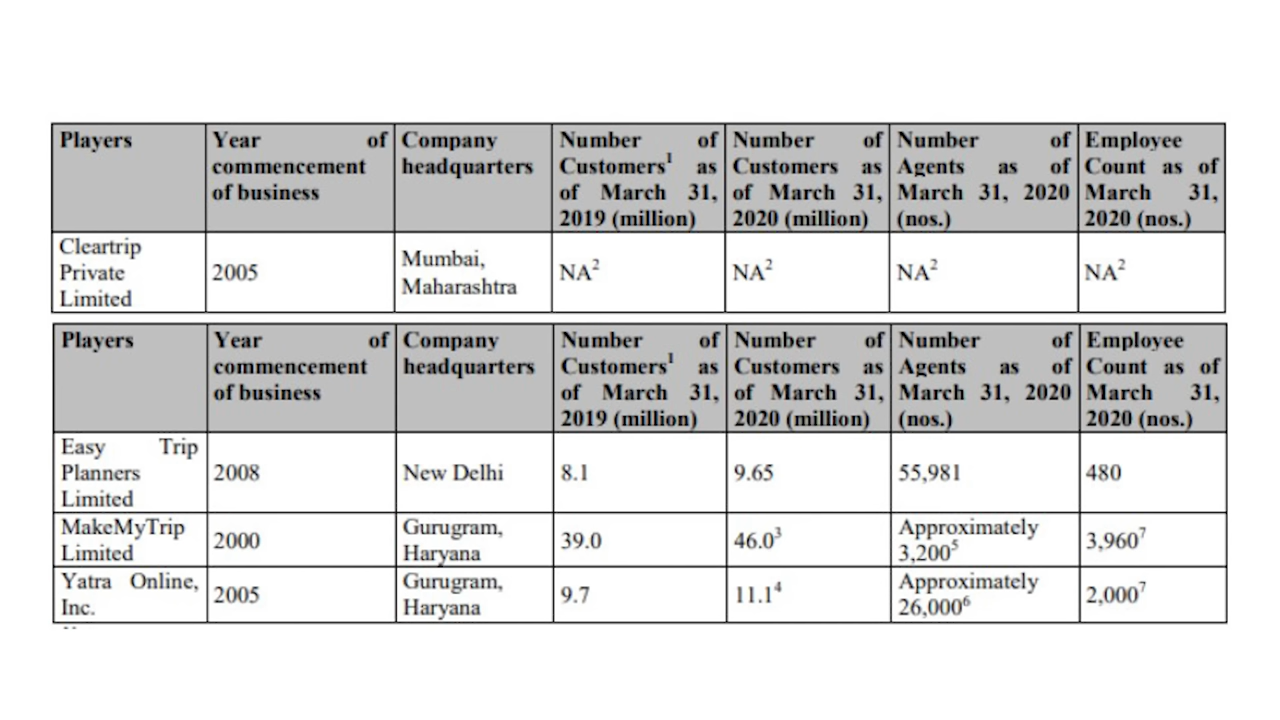 Players Year of Company Number of Number of Number of Employee
commencement headquarters Customers¹ as Customers as Agents as of Count as of
of business of March 31, of March 31, March 31, 2020 March 31,
2019 (million) 2020 (million) (nos.) 2020 (nos.)
Cleartrip
Private
Limited
2005
Mumbai,
Maharashtra
NA²
NA²
NA²
NA²
Players Year of Company Number of Number of Number of Employee
commencement headquarters Customers¹ as Customers as Agents as of Count as of
of business of March 31, of March 31, March 31, 2020 March 31,
2019 (million) 2020 (million) (nos.) 2020 (nos.)
Easy Trip
Planners
Limited
2008
New Delhi
8.1
9.65
55,981
480
MakeMyTrip
Limited
2000
Gurugram,
Haryana
39.0
46.0³
Approximately
3,200⁵
3,960⁷
Yatra Online,
Inc.
2005
Gurugram,
Haryana
9.7
11.1⁴
Approximately
26,000⁶
2,000⁷